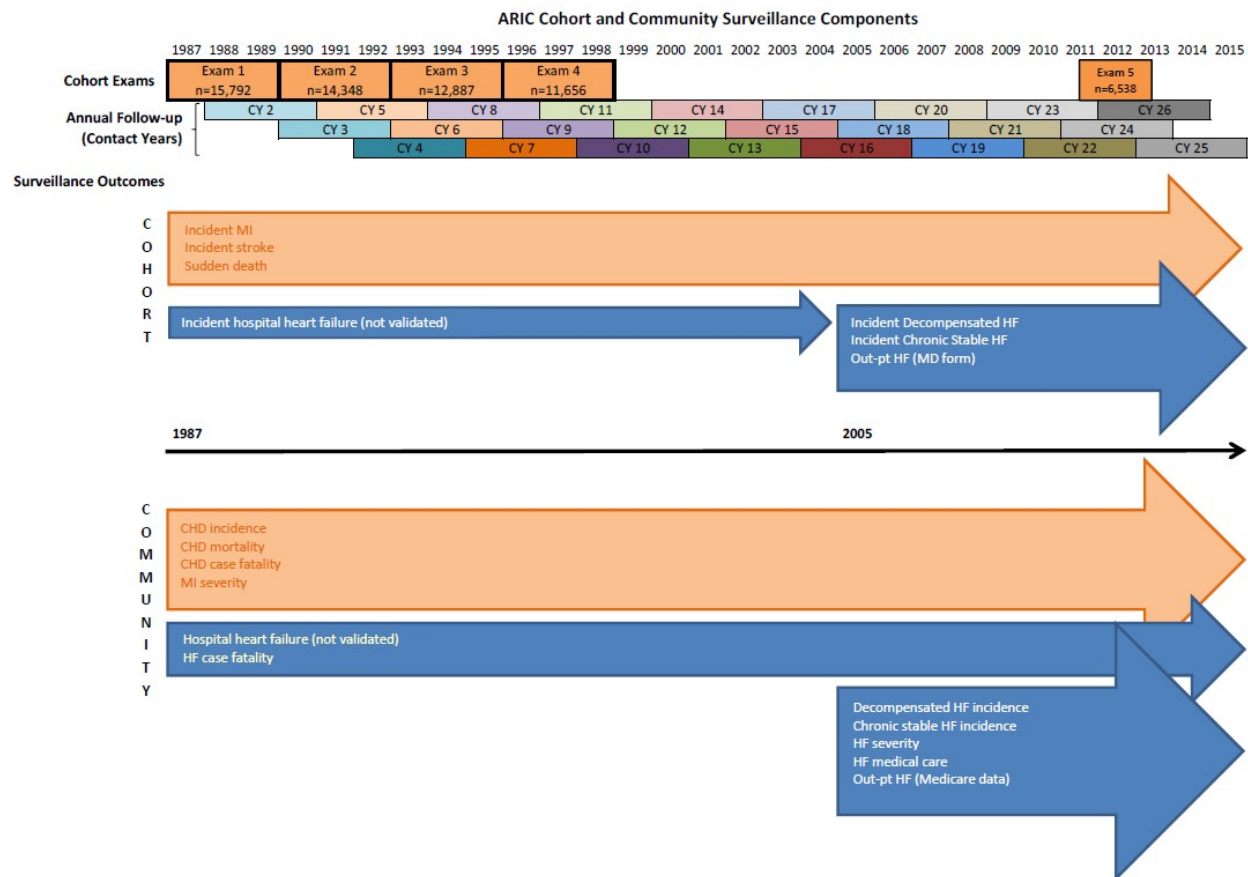 ARIC Cohort and Community Surveillance Components
1987 1988 1989 1990 1991 1992 1993 1994 1995 1996 1997 1998 1999 2000 2001 2002 2003 2004 2005 2006 2007 2008 2009 2010 2011 2012 2013 2014 2015
Cohort Exams
Exam 1
n=15,792
Exam 2
n=14,348
Exam 3
n=12,887
Exam 4
n=11,656
Exam 5
n=6,538
Annual Follow-up
(Contact Years)
CY 2 CY 5 CY 8 CY 11 CY 14 CY 17 CY 20 CY 23 CY 26
CY 3 CY 6 CY 9 CY 12 CY 15 CY 18 CY 21 CY 24
CY 4 CY 7 CY 10 CY 13 CY 16 CY 19 CY 22 CY 25
Surveillance Outcomes
COHORT
Incident MI
Incident stroke
Sudden death
Incident hospital heart failure (not validated)
Incident Decompensated HF
Incident Chronic Stable HF
Out-pt HF (MD form)
1987 2005
COMMUNITY
CHD incidence
CHD mortality
CHD case fatality
MI severity
Hospital heart failure (not validated)
HF case fatality
Decompensated HF incidence
Chronic stable HF incidence
HF severity
HF medical care
Out-pt HF (Medicare data)